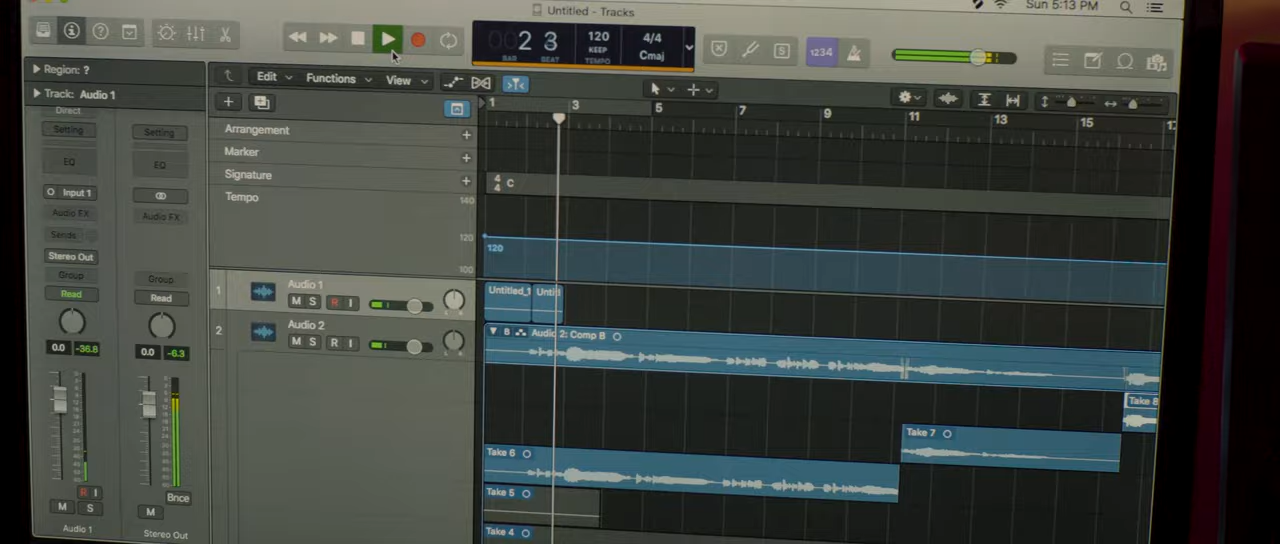 Untitled - Tracks
Sun 5:13 PM
2 3
BAR BEAT
120
KEEP
TEMPO
4/4
Cmaj
S
1234
Region: ?
Track: Audio 1
Edit Functions View
1 3 5 7 9 11 13 15 17
Direct
Setting Setting
EQ EQ
Input 1
Audio FX Audio FX
Sends
Stereo Out
Group Group
Read Read
0.0 -36.8 0.0 -6.3
R I
Bnce
M S M
Audio 1 Stereo Out
Arrangement
Marker
Signature
4
4 C
Tempo
140
120
100
120
1 Audio 1
M S R I
Untitled_1 Untitl
2 Audio 2
M S R I
B Audio 2: Comp B
Take 8
Take 7
Take 6
Take 5
Take 4